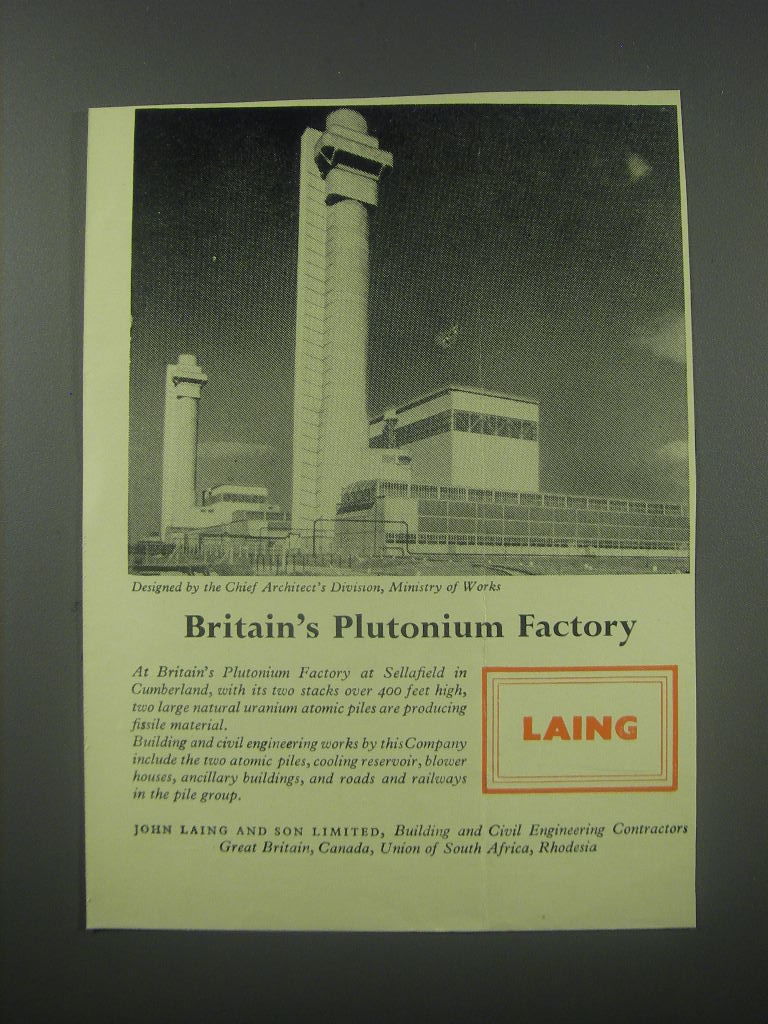 Designed by the Chief Architect's Division, Ministry of Works
Britain's Plutonium Factory
At Britain's Plutonium Factory at Sellafield in
Cumberland, with its two stacks over 400 feet high,
two large natural uranium atomic piles are producing
fissile material.
Building and civil engineering works by this Company
include the two atomic piles, cooling reservoir, blower
houses, ancillary buildings, and roads and railways
in the pile group.
LAING
JOHN LAING AND SON LIMITED, Building and Civil Engineering Contractors
Great Britain, Canada, Union of South Africa, Rhodesia